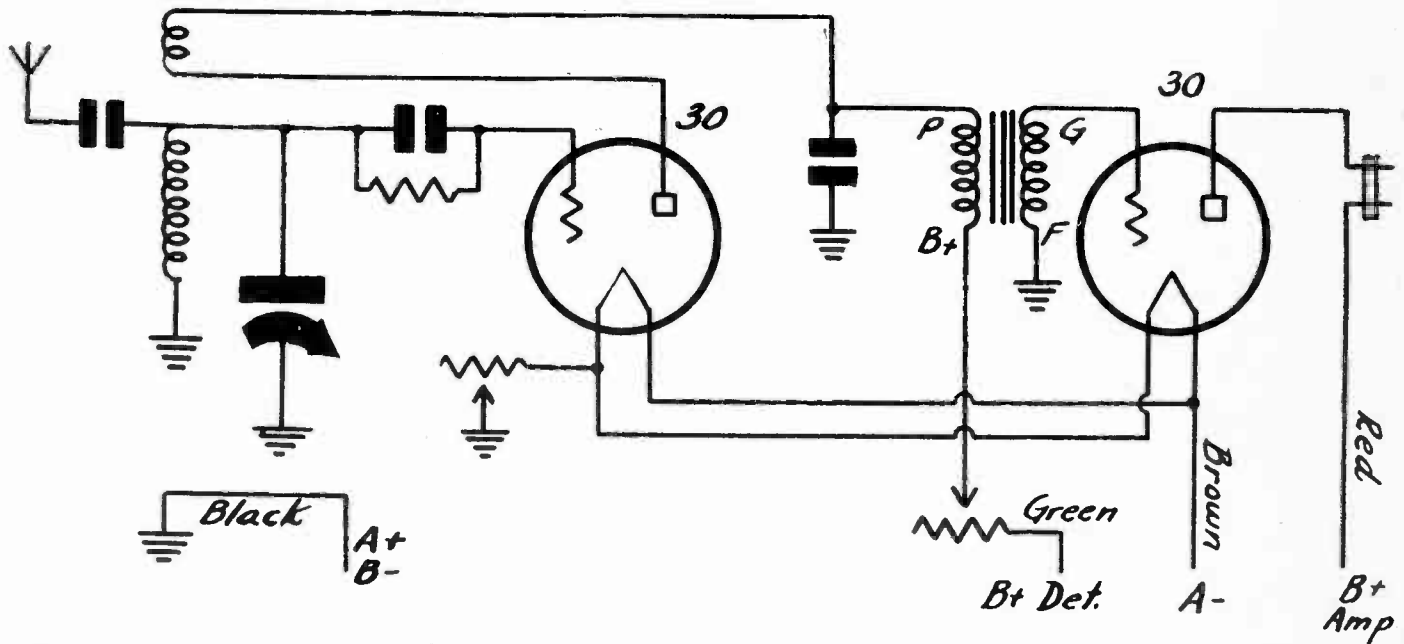 30
30
P
G
B+
F
Black
A+
B-
Green
B+ Det.
Brown
A-
Red
B+
Amp